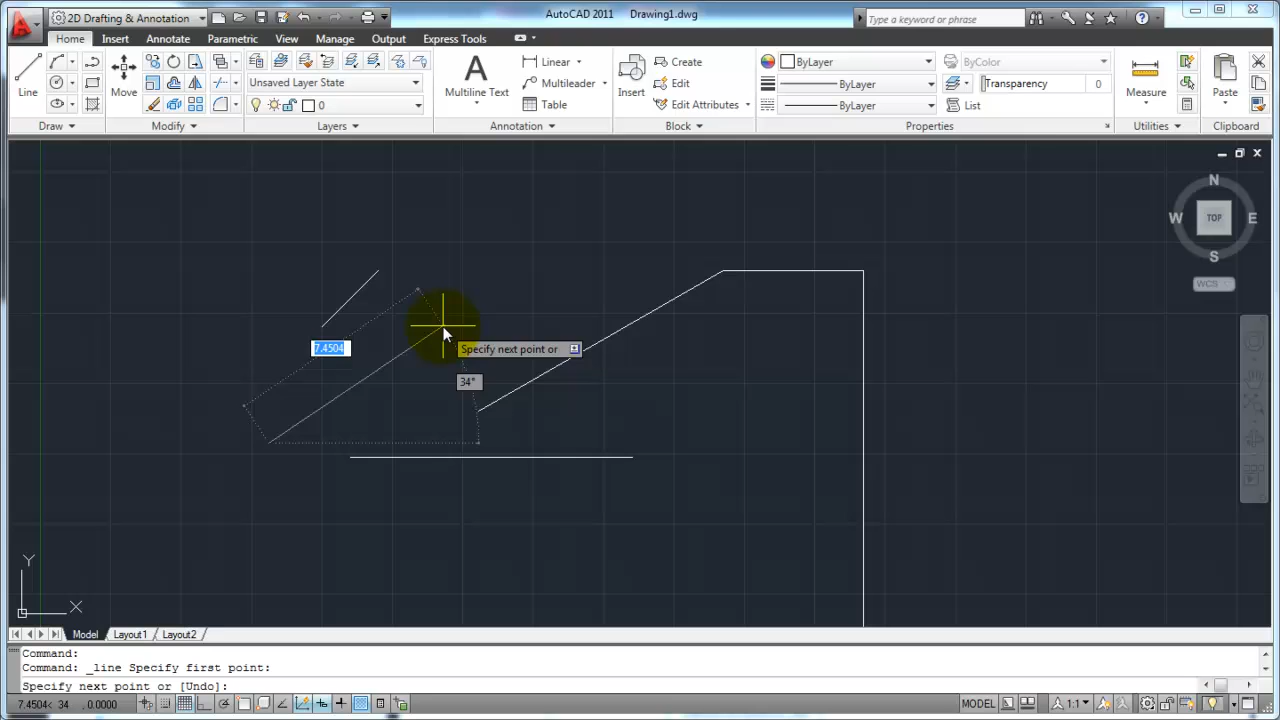 2D Drafting & Annotation
AutoCAD 2011 Drawing1.dwg
Type a keyword or phrase
Home Insert Annotate Parametric View Manage Output Express Tools
Line
Move
Unsaved Layer State
0
A
Multiline Text
Linear
Multileader
Table
Insert
Create
Edit
Edit Attributes
ByLayer
ByLayer
ByLayer
ByColor
Transparency 0
List
Measure
Paste
Draw Modify Layers Annotation Block Properties Utilities Clipboard
N
W TOP E
S
WCS
7.4504
Specify next point or
34°
Y
X
Model Layout1 Layout2
Command:
Command: _line Specify first point:
Specify next point or [Undo]:
7.4504< 34 , 0.0000
MODEL
1:1